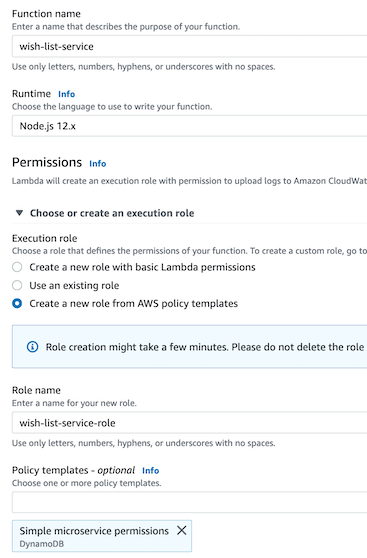 Function name
Enter a name that describes the purpose of your function.
wish-list-service
Use only letters, numbers, hyphens, or underscores with no spaces.
Runtime Info
Choose the language to use to write your function.
Node.js 12.x
Permissions Info
Lambda will create an execution role with permission to upload logs to Amazon CloudWat
Choose or create an execution role
Execution role
Choose a role that defines the permissions of your function. To create a custom role, go to
Create a new role with basic Lambda permissions
Use an existing role
Create a new role from AWS policy templates
Role creation might take a few minutes. Please do not delete the role
Role name
Enter a name for your new role.
wish-list-service-role
Use only letters, numbers, hyphens, or underscores with no spaces.
Policy templates - optional Info
Choose one or more policy templates.
Simple microservice permissions
DynamoDB